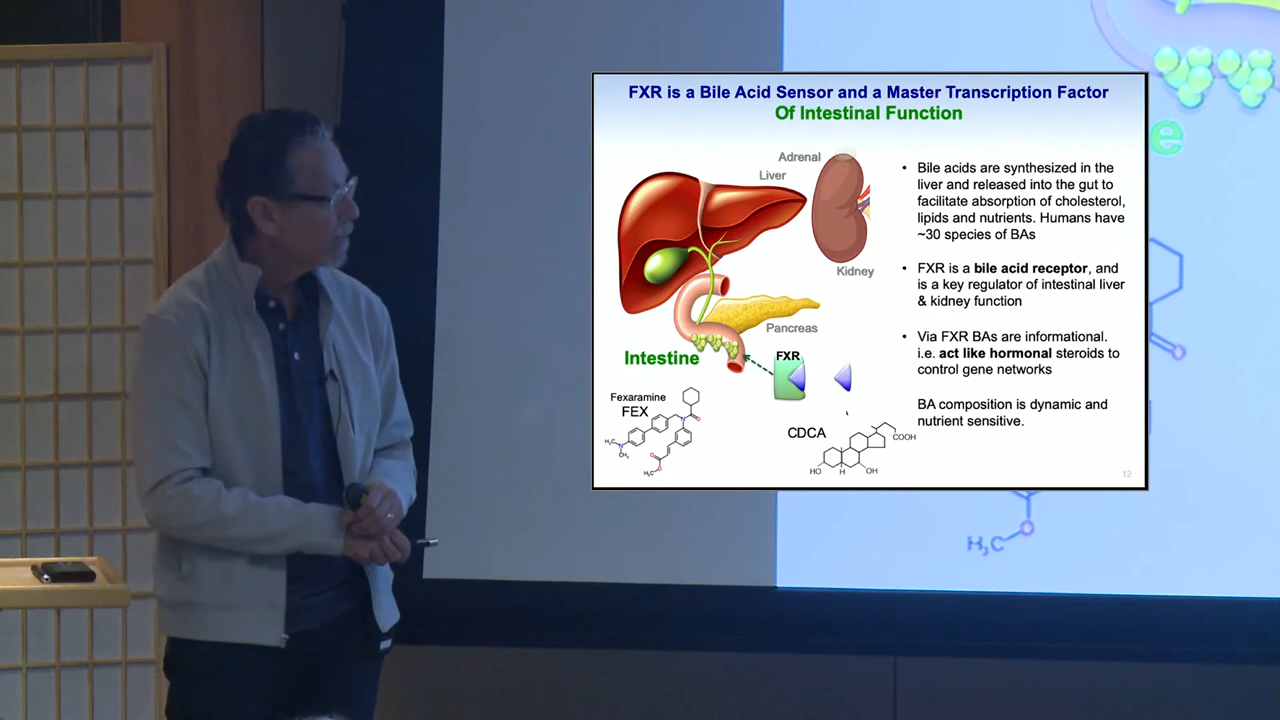 FXR is a Bile Acid Sensor and a Master Transcription Factor
Of Intestinal Function
Adrenal
Liver
Kidney
Pancreas
Intestine
FXR
Fexaramine
FEX
H₃C
N
CH₃
N
O
O
O
H₃C
CDCA
COOH
HO
H
OH
• Bile acids are synthesized in the
liver and released into the gut to
facilitate absorption of cholesterol,
lipids and nutrients. Humans have
~30 species of BAs
• FXR is a bile acid receptor, and
is a key regulator of intestinal liver
& kidney function
• Via FXR BAs are informational.
i.e. act like hormonal steroids to
control gene networks
BA composition is dynamic and
nutrient sensitive.
12
e
O
O
H₃C